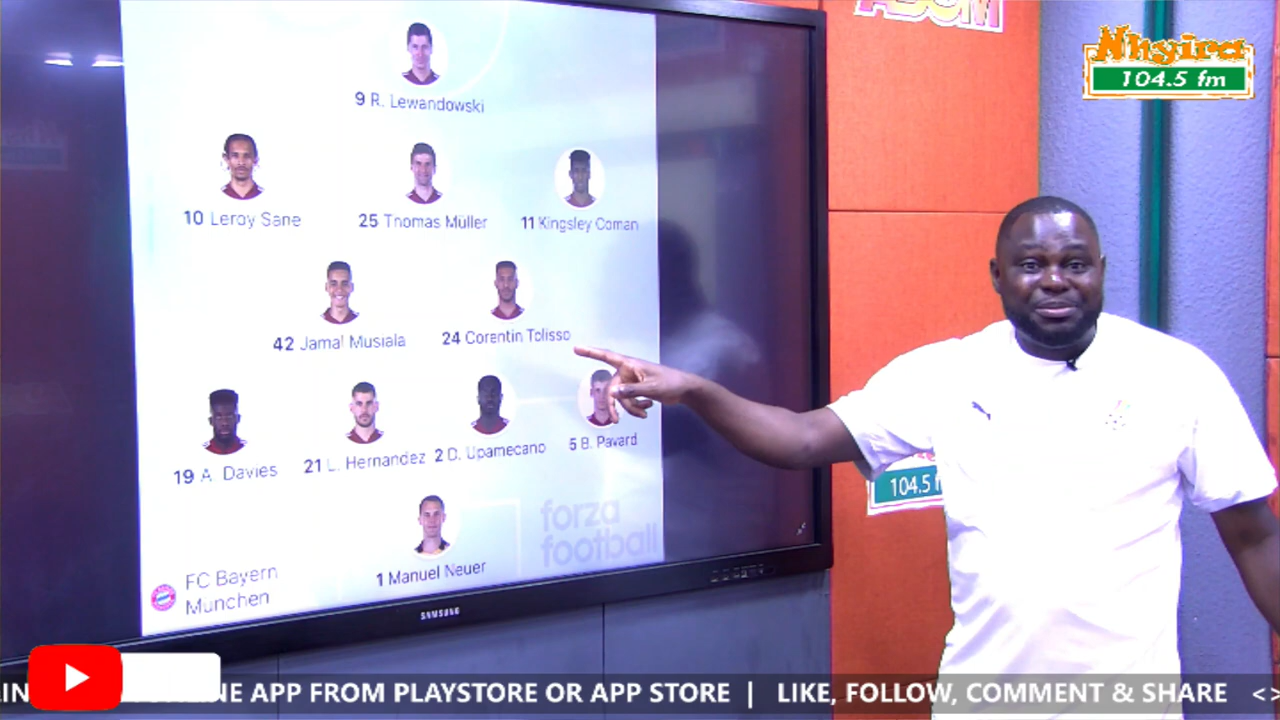 ADOM
Nhyira
104.5 fm
9 R. Lewandowski
10 Leroy Sane
25 Thomas Müller
11 Kingsley Coman
42 Jamal Musiala
24 Corentin Tolisso
19 A. Davies
21 L. Hernandez
2 D. Upamecano
5 B. Pavard
104.5 f
1 Manuel Neuer
forza
football
FC Bayern
Munchen
SAMSUNG
NE APP FROM PLAYSTORE OR APP STORE | LIKE, FOLLOW, COMMENT & SHARE <>